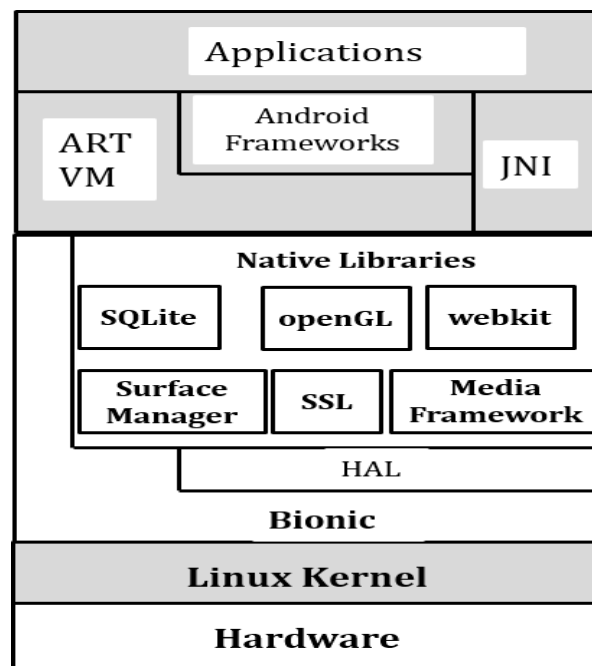 Applications
Android
Frameworks
ART
VM
JNI
Native Libraries
SQLite
openGL
webkit
Surface
Manager
SSL
Media
Framework
HAL
Bionic
Linux Kernel
Hardware